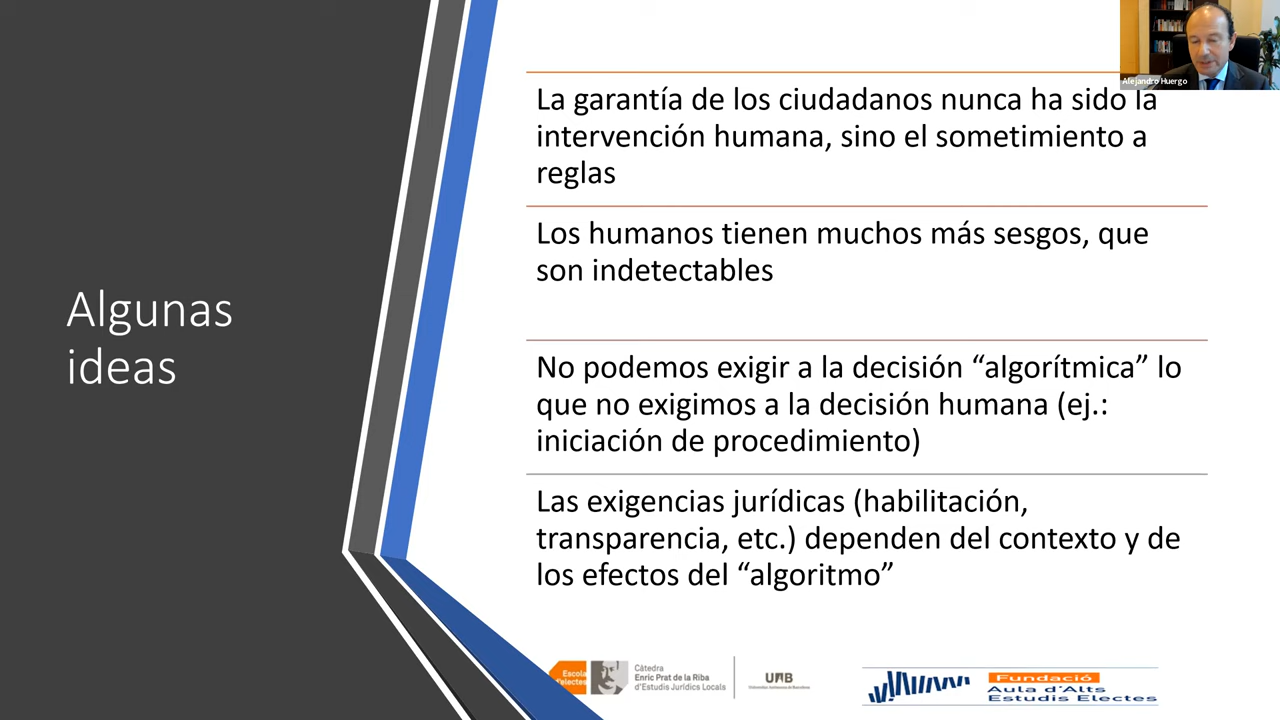 Alejandro Huergo
La garantía de los ciudadanos nunca ha sido la
intervención humana, sino el sometimiento a
reglas
Los humanos tienen muchos más sesgos, que
son indetectables
Algunas
ideas
No podemos exigir a la decisión “algorítmica” lo
que no exigimos a la decisión humana (ej.:
iniciación de procedimiento)
Las exigencias jurídicas (habilitación,
transparencia, etc.) dependen del contexto y de
los efectos del “algoritmo”
Escola
Càtedra
Enric Prat de la Riba
d'Estudis Jurídics Locals
UAB
Universitat Autònoma de Barcelona
Fundació
Aula d'Alts
Estudis Electes